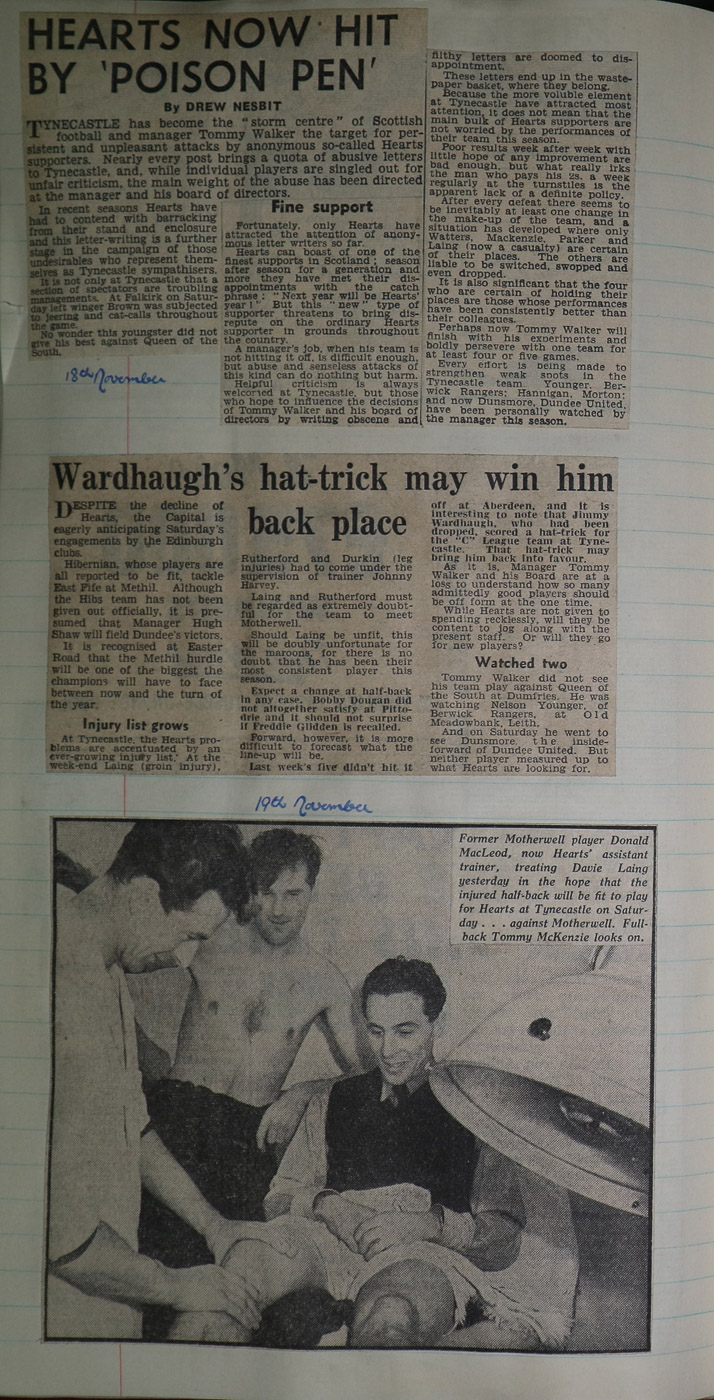 HEARTS NOW HIT
BY 'POISON PEN'
By DREW NESBIT
TYNECASTLE has become the "storm centre" of Scottish
football and manager Tommy Walker the target for per-
sistent and unpleasant attacks by anonymous so-called Hearts
supporters. Nearly every post brings a quota of abusive letters
to Tynecastle, and, while individual players are singled out for
unfair criticism, the main weight of the abuse has been directed
at the manager and his board of directors.
In recent seasons Hearts have
had to contend with barracking
from their stand and enclosure
and this letter-writing is a further
stage in the campaign of those
undesirables who represent them-
selves as Tynecastle sympathisers.
It is not only at Tynecastle that a
section of spectators are troubling
managements. At Falkirk on Satur-
day left winger Brown was subjected
to jeering and cat-calls throughout
the game.
No wonder this youngster did not
give his best against Queen of the
South.
18th November
Fine support
Fortunately, only Hearts have
attracted the attention of anony-
mous letter writers so far.
Hearts can boast of one of the
finest supports in Scotland; season
after season for a generation and
more they have met their dis-
appointments with the catch
phrase: "Next year will be Hearts'
year!" But this "new" type of
supporter threatens to bring dis-
repute on the ordinary Hearts
supporter in grounds throughout
the country.
A manager's job, when his team is
not hitting it off, is difficult enough,
but abuse and senseless attacks of
this kind can do nothing but harm.
Helpful criticism is always
welcomed at Tynecastle, but those
who hope to influence the decisions
of Tommy Walker and his board of
directors by writing obscene and
filthy letters are doomed to dis-
appointment.
These letters end up in the waste-
paper basket, where they belong.
Because the more voluble element
at Tynecastle have attracted most
attention, it does not mean that the
main bulk of Hearts supporters are
not worried by the performances of
their team this season.
Poor results week after week with
little hope of any improvement are
bad enough, but what really irks
the man who pays his 2s. a week
regularly at the turnstiles is the
apparent lack of a definite policy.
After every defeat there seems to
be inevitably at least one change in
the make-up of the team, and a
situation has developed where only
Watters, Mackenzie, Parker and
Laing (now a casualty) are certain
of their places. The others are
liable to be switched, swopped and
even dropped.
It is also significant that the four
who are certain of holding their
places are those whose performances
have been consistently better than
their colleagues.
Perhaps now Tommy Walker will
finish with his experiments and
boldly persevere with one team for
at least four or five games.
Every effort is being made to
strengthen weak spots in the
Tynecastle team. Younger, Ber-
wick Rangers; Hannigan, Morton;
and now Dunsmore, Dundee United,
have been personally watched by
the manager this season.
Wardhaugh's hat-trick may win him
back place
DESPITE the decline of
Hearts, the Capital is
eagerly anticipating Saturday's
engagements by the Edinburgh
clubs.
Hibernian, whose players are
all reported to be fit, tackle
East Fife at Methil. Although
the Hibs team has not been
given out officially, it is pre-
sumed that Manager Hugh
Shaw will field Dundee's victors.
It is recognised at Easter
Road that the Methil hurdle
will be one of the biggest the
champions will have to face
between now and the turn of
the year.
Injury list grows
At Tynecastle, the Hearts pro-
blems are accentuated by an
ever-growing injury list. At the
week-end Laing (groin injury),
Rutherford and Durkin (leg
injuries) had to come under the
supervision of trainer Johnny
Harvey.
Laing and Rutherford must
be regarded as extremely doubt-
ful for the team to meet
Motherwell.
Should Laing be unfit, this
will be doubly unfortunate for
the maroons, for there is no
doubt that he has been their
most consistent player this
season.
Expect a change at half-back
in any case. Bobby Dougan did
not altogether satisfy at Pitto-
drie and it should not surprise
if Freddie Glidden is recalled.
Forward, however, it is more
difficult to forecast what the
line-up will be.
Last week's five didn't hit it
off at Aberdeen, and it is
interesting to note that Jimmy
Wardhaugh, who had been
dropped, scored a hat-trick for
the "C" League team at Tyne-
castle. That hat-trick may
bring him back into favour.
As it is, Manager Tommy
Walker and his Board are at a
loss to understand how so many
admittedly good players should
be off form at the one time.
While Hearts are not given to
spending recklessly, will they be
content to jog along with the
present staff. Or will they go
for new players?
Watched two
Tommy Walker did not see
his team play against Queen of
the South at Dumfries. He was
watching Nelson Younger, of
Berwick Rangers, at Old
Meadowbank, Leith.
And on Saturday he went to
see Dunsmore, the inside-
forward of Dundee United. But
neither player measured up to
what Hearts are looking for.
19th November
Former Motherwell player Donald
MacLeod, now Hearts' assistant
trainer, treating Davie Laing
yesterday in the hope that the
injured half-back will be fit to play
for Hearts at Tynecastle on Satur-
day . . . against Motherwell. Full-
back Tommy McKenzie looks on.